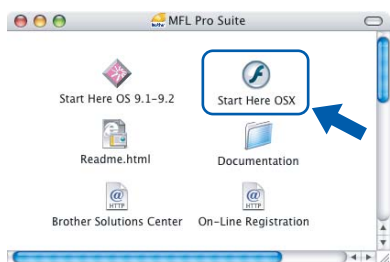 MFL Pro Suite
Start Here OS 9.1-9.2
Start Here OSX
Readme.html
Documentation
@
HTTP
@
HTTP
Brother Solutions Center
On-Line Registration